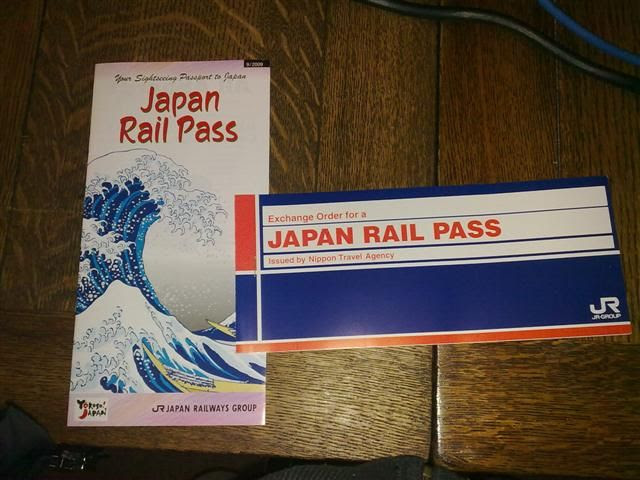 9/2009
Your Sightseeing Passport to Japan
Japan
Rail Pass
YŌKOSO!
JAPAN
JR JAPAN RAILWAYS GROUP
Exchange Order for a
JAPAN RAIL PASS
Issued by Nippon Travel Agency
JR
JR-GROUP